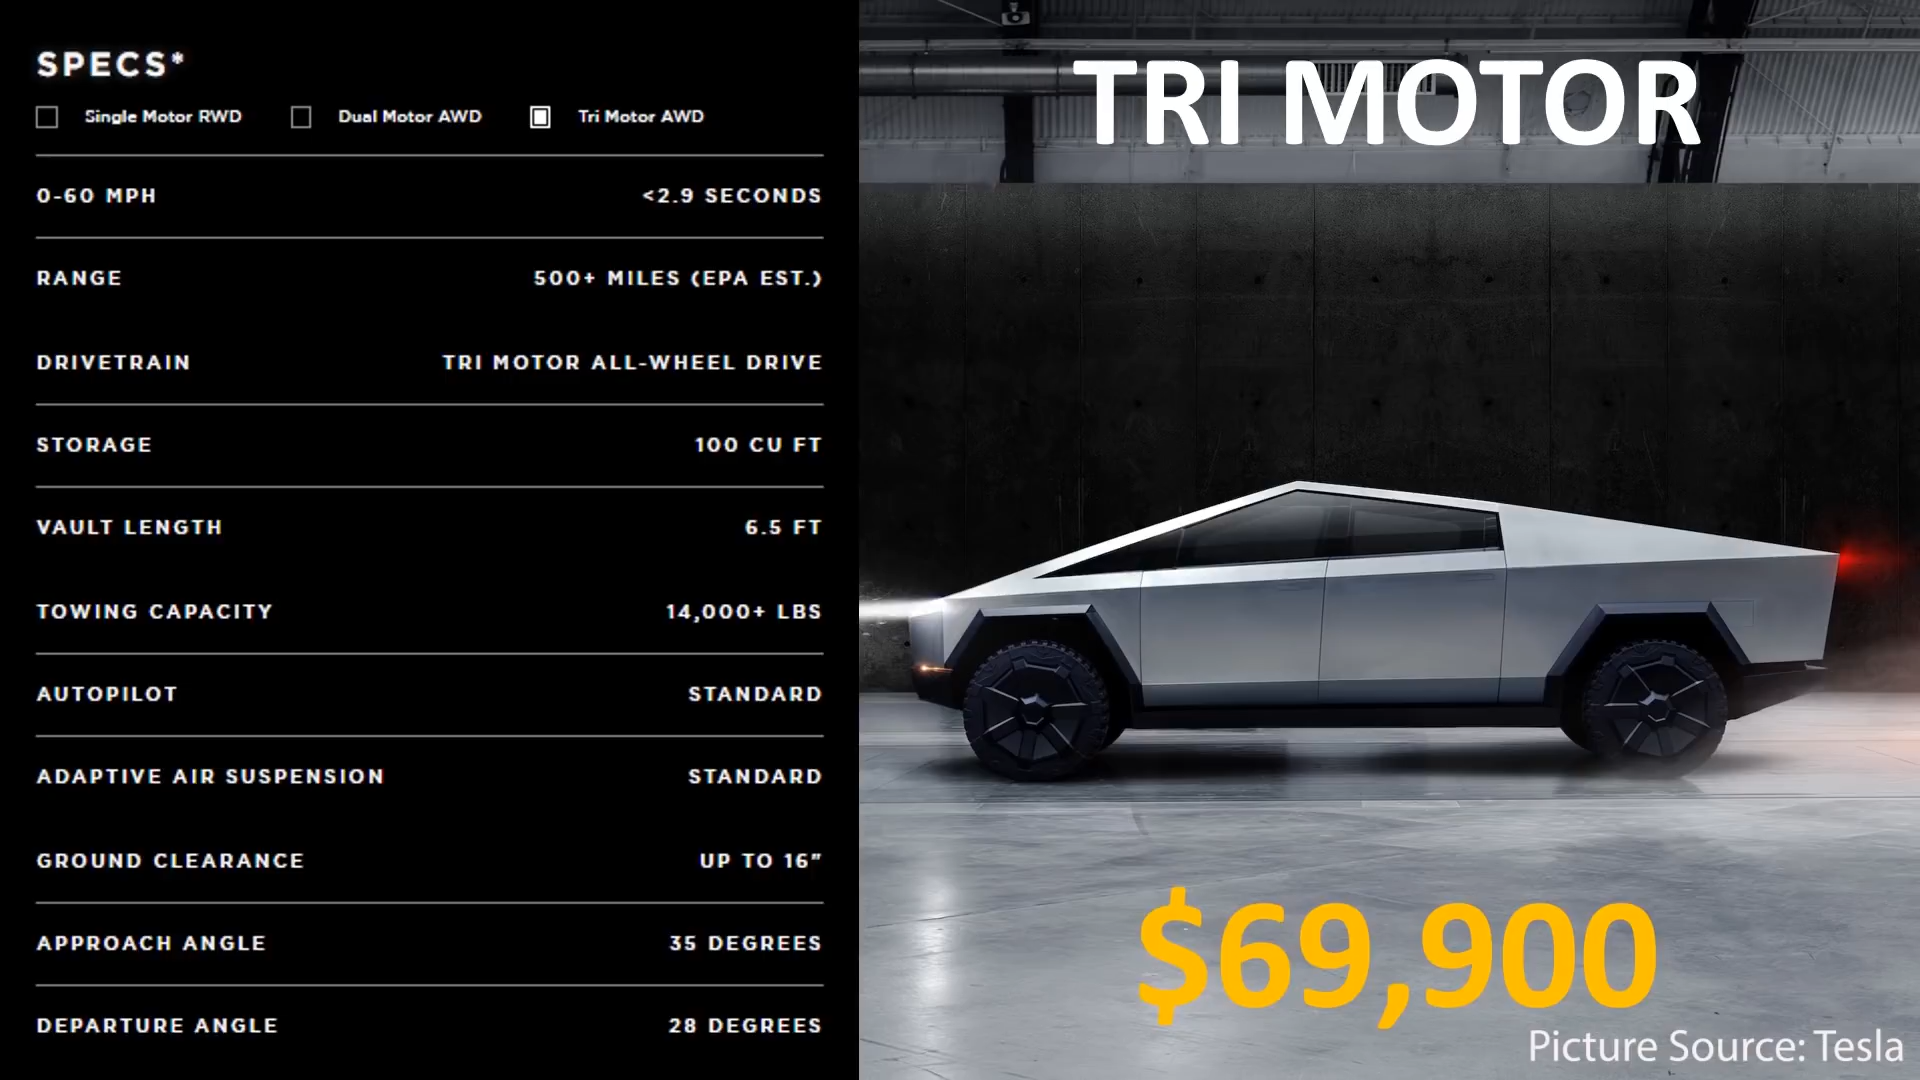 SPECS*
Single Motor RWD Dual Motor AWD Tri Motor AWD
0-60 MPH <2.9 SECONDS
RANGE 500+ MILES (EPA EST.)
DRIVETRAIN TRI MOTOR ALL-WHEEL DRIVE
STORAGE 100 CU FT
VAULT LENGTH 6.5 FT
TOWING CAPACITY 14,000+ LBS
AUTOPILOT STANDARD
ADAPTIVE AIR SUSPENSION STANDARD
GROUND CLEARANCE UP TO 16”
APPROACH ANGLE 35 DEGREES
DEPARTURE ANGLE 28 DEGREES
TRI MOTOR
$69,900
Picture Source: Tesla